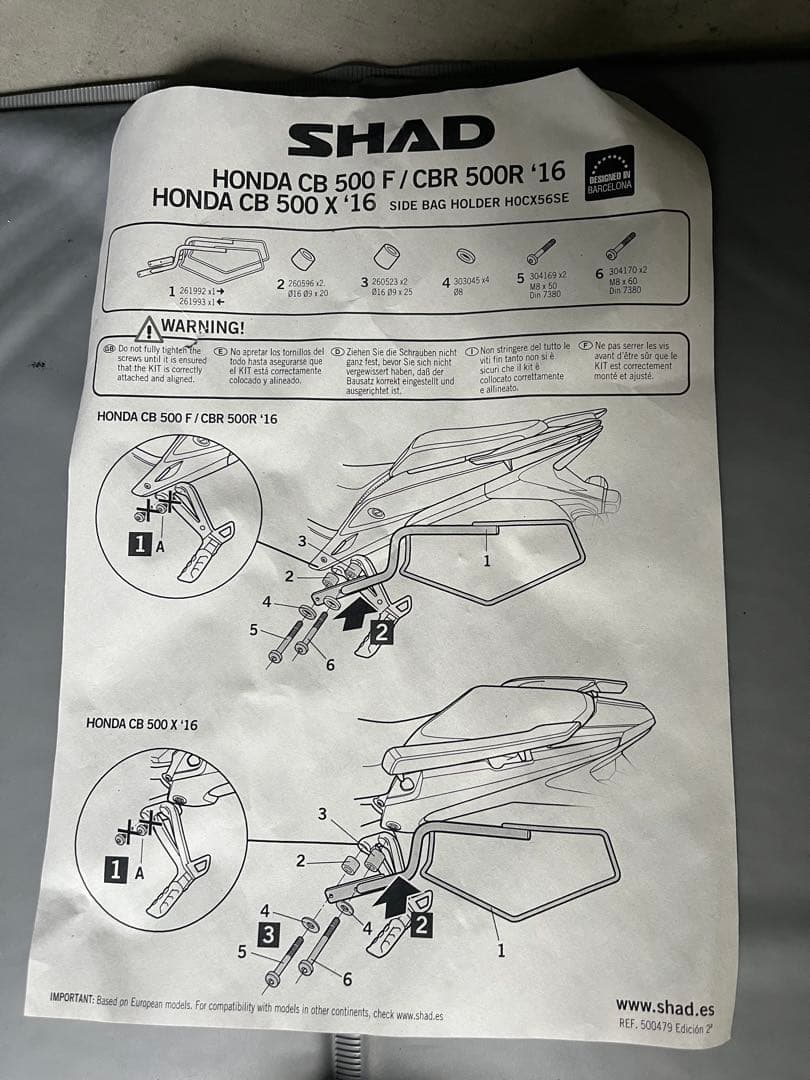 SHAD
HONDA CB 500 F / CBR 500R '16
HONDA CB 500 X '16 SIDE BAG HOLDER H0CX56SE
DESIGNED IN
BARCELONA
1 261992 x1→
261993 x1←
2 260596 x2.
Ø16 Ø9 x 20
3 260523 x2
Ø16 Ø9 x 25
4 303045 x4
Ø8
5 304169 x2
M8 x 50
Din 7380
6 304170 x2
M8 x 60
Din 7380
WARNING!
GB Do not fully tighten the
screws until it is ensured
that the KIT is correctly
attached and aligned.
E No apretar los tornillos del
todo hasta asegurarse que
el KIT está correctamente
colocado y alineado.
D Ziehen Sie die Schrauben nicht
ganz fest, bevor Sie sich nicht
vergewissert haben, daß der
Bausatz korrekt eingestellt und
ausgerichtet ist.
I Non stringere del tutto le
viti fin tanto non si è
sicuri che il kit è
collocato correttamente
e allineato.
F Ne pas serrer les vis
avant d'être sûr que le
KIT est correctement
monté et ajusté.
HONDA CB 500 F / CBR 500R '16
1 A
3
2
1
4
5
2
6
HONDA CB 500 X '16
1 A
3
2
4
3
4
2
5
1
6
IMPORTANT: Based on European models. For compatibility with models in other continents, check www.shad.es
www.shad.es
REF. 500479 Edición 2ª